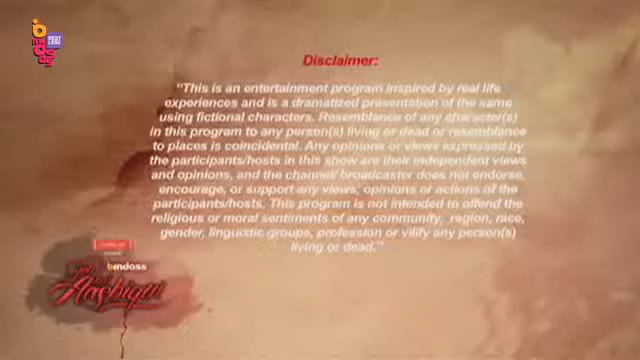 bindass
REST
LESS
Disclaimer:
"This is an entertainment program inspired by real life
experiences and is a dramatized presentation of the same
using fictional characters. Resemblance of any character(s)
in this program to any person(s) living or dead or resemblance
to places is coincidental. Any opinions or views expressed by
the participants/hosts in this show are their independent views
and opinions, and the channel/ broadcaster does not endorse,
encourage, or support any views, opinions or actions of the
participants/hosts. This program is not intended to offend the
religious or moral sentiments of any community, region, race,
gender, linguistic groups, profession or vilify any person(s)
living or dead."
bindass
Aashiqui